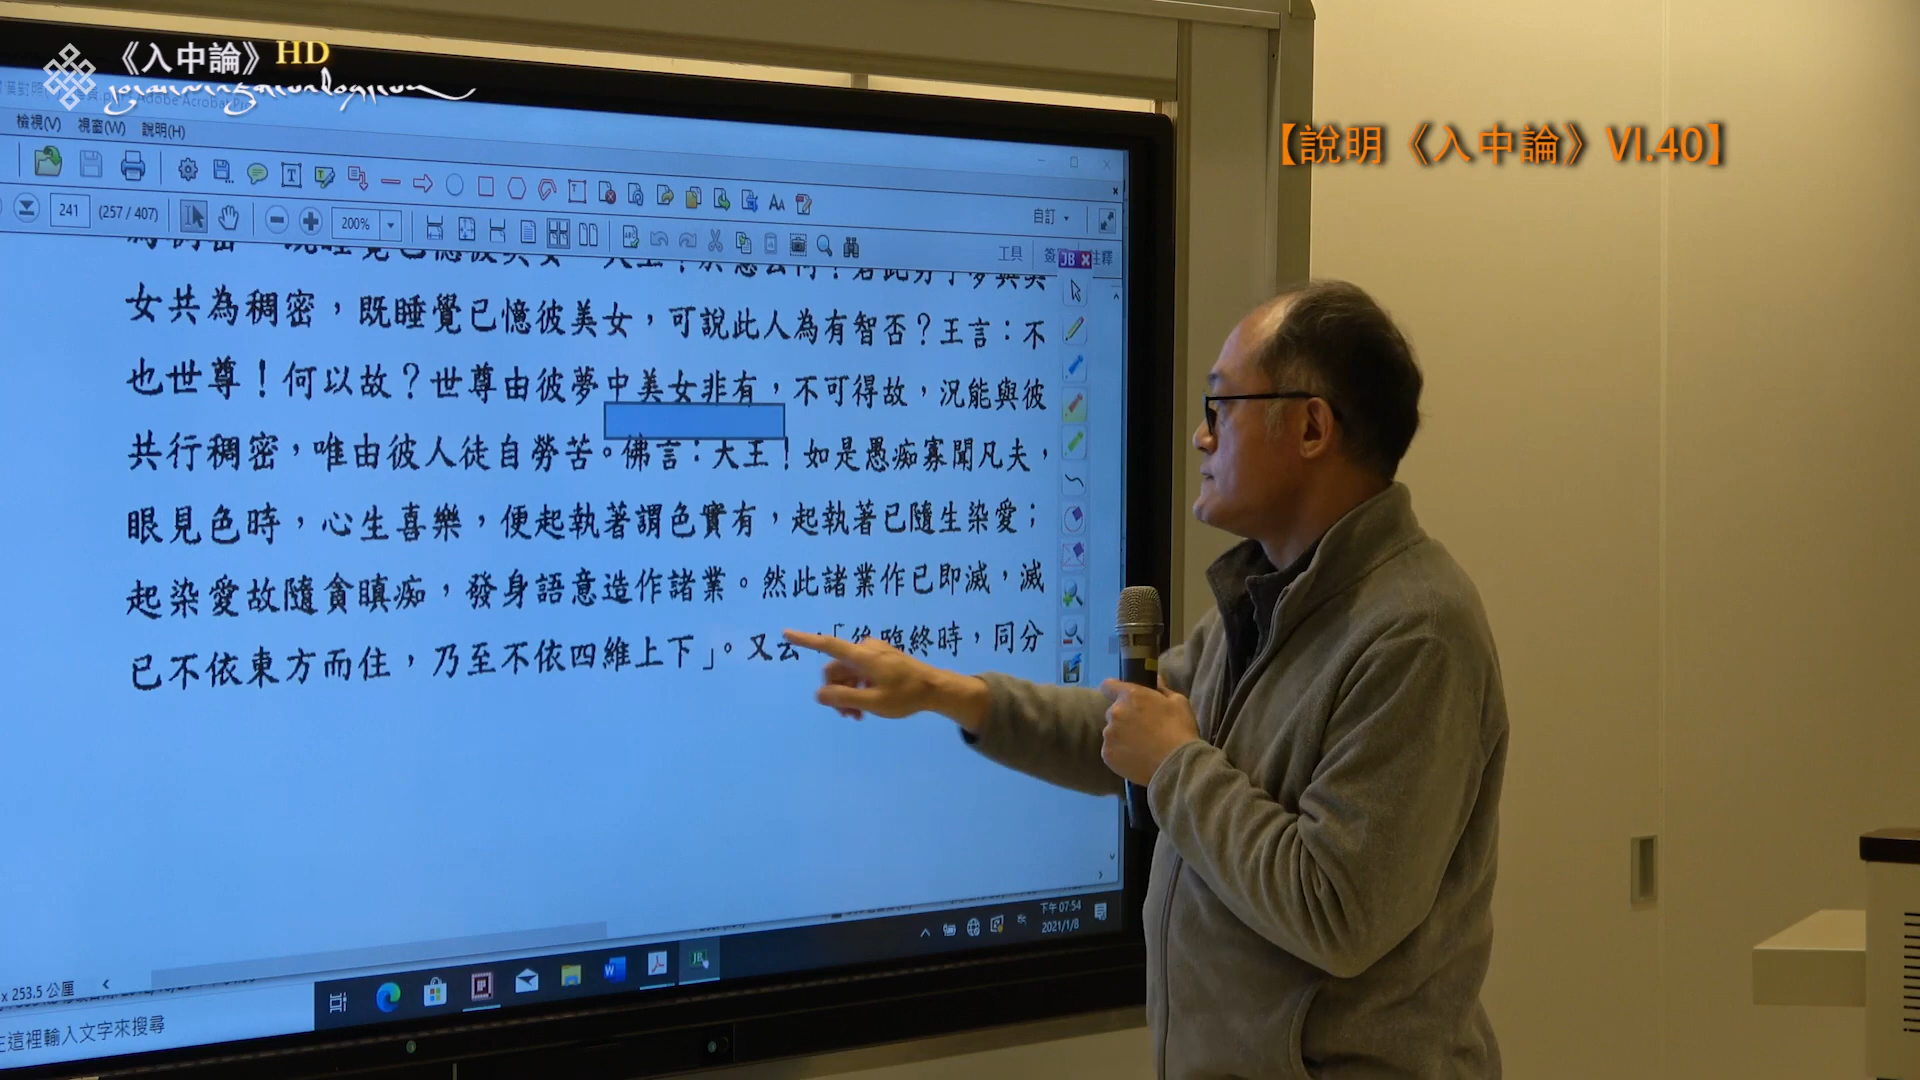 《入中論》HD
【說明《入中論》VI.40】
Adobe Acrobat Pr
檢視(V) 視窗(W) 說明(H)
241 (257 / 407) 200%
自訂
工具
JB
女共為稠密，既睡覺已憶彼美女，可說此人為有智否？王言：不
也世尊！何以故？世尊由彼夢中美女非有，不可得故，況能與彼
共行稠密，唯由彼人徒自勞苦。佛言：大王！如是愚痴寡聞凡夫，
眼見色時，心生喜樂，便起執著謂色實有，起執著已隨生染愛；
起染愛故隨貪瞋痴，發身語意造作諸業。然此諸業作已即滅，滅
已不依東方而住，乃至不依四維上下」。又云：「後臨終時，同分
x 253.5 公厘
在這裡輸入文字來搜尋
下午 07:54
2021/1/8